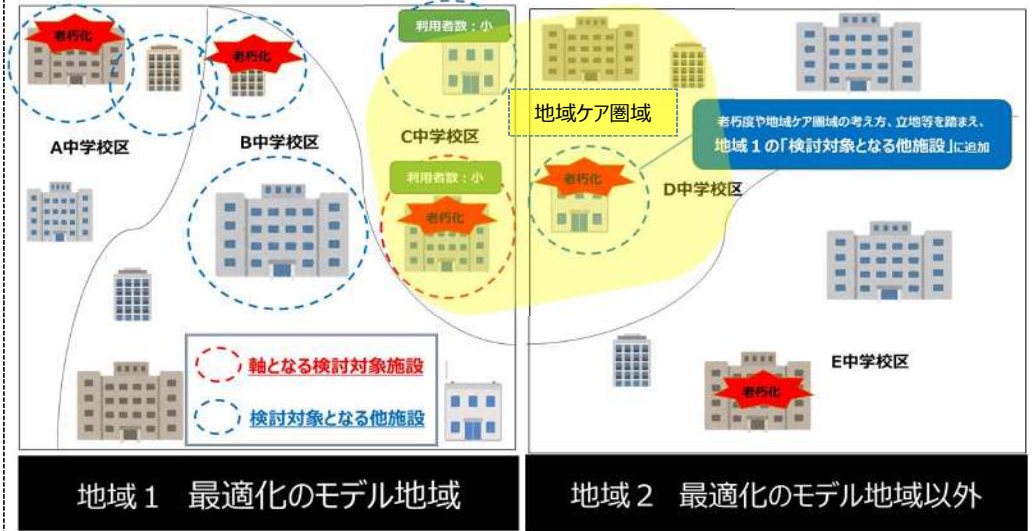 老朽化
老朽化
利用者数：小
A中学校区
B中学校区
C中学校区
地域ケア圏域
老朽度や地域ケア圏域の考え方、立地等を踏まえ、
地域１の「検討対象となる他施設」に追加
利用者数：小
老朽化
老朽化
D中学校区
軸となる検討対象施設
検討対象となる他施設
E中学校区
老朽化
地域１　最適化のモデル地域
地域２　最適化のモデル地域以外